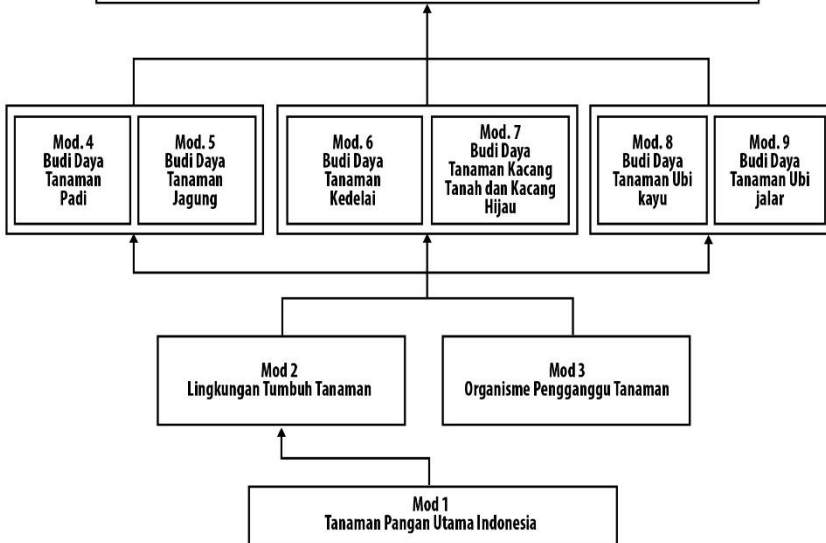 Mod. 4
Budi Daya
Tanaman
Padi
Mod. 5
Budi Daya
Tanaman
Jagung
Mod. 6
Budi Daya
Tanaman
Kedelai
Mod. 7
Budi Daya
Tanaman Kacang
Tanah dan Kacang
Hijau
Mod. 8
Budi Daya
Tanaman Ubi
kayu
Mod. 9
Budi Daya
Tanaman Ubi
jalar
Mod 2
Lingkungan Tumbuh Tanaman
Mod 3
Organisme Pengganggu Tanaman
Mod 1
Tanaman Pangan Utama Indonesia